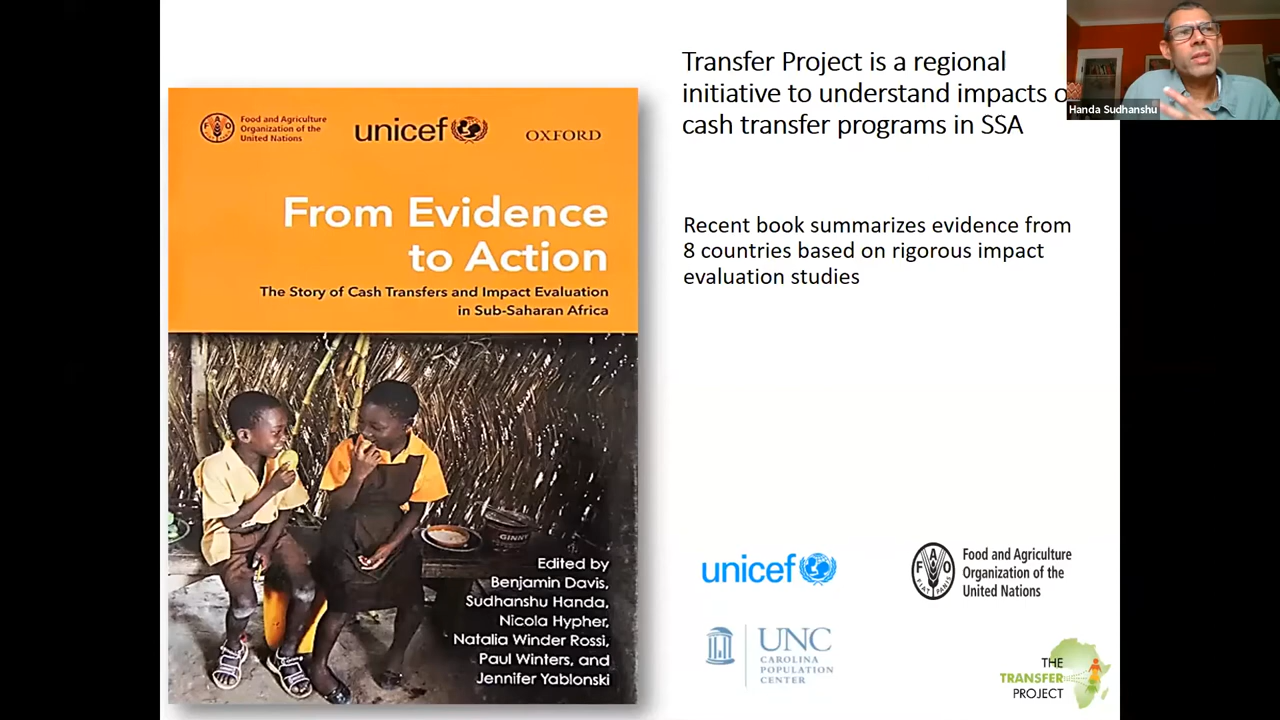 Transfer Project is a regional
initiative to understand impacts o
cash transfer programs in SSA
Handa Sudhanshu
Recent book summarizes evidence from
8 countries based on rigorous impact
evaluation studies
Food and Agriculture
Organization of the
United Nations
unicef
OXFORD
From Evidence
to Action
The Story of Cash Transfers and Impact Evaluation
in Sub-Saharan Africa
GINNY
Edited by
Benjamin Davis,
Sudhanshu Handa,
Nicola Hypher,
Natalia Winder Rossi,
Paul Winters, and
Jennifer Yablonski
unicef
FAO
FIAT PANIS
Food and Agriculture
Organization of the
United Nations
UNC
CAROLINA
POPULATION
CENTER
THE
TRANSFER
PROJECT